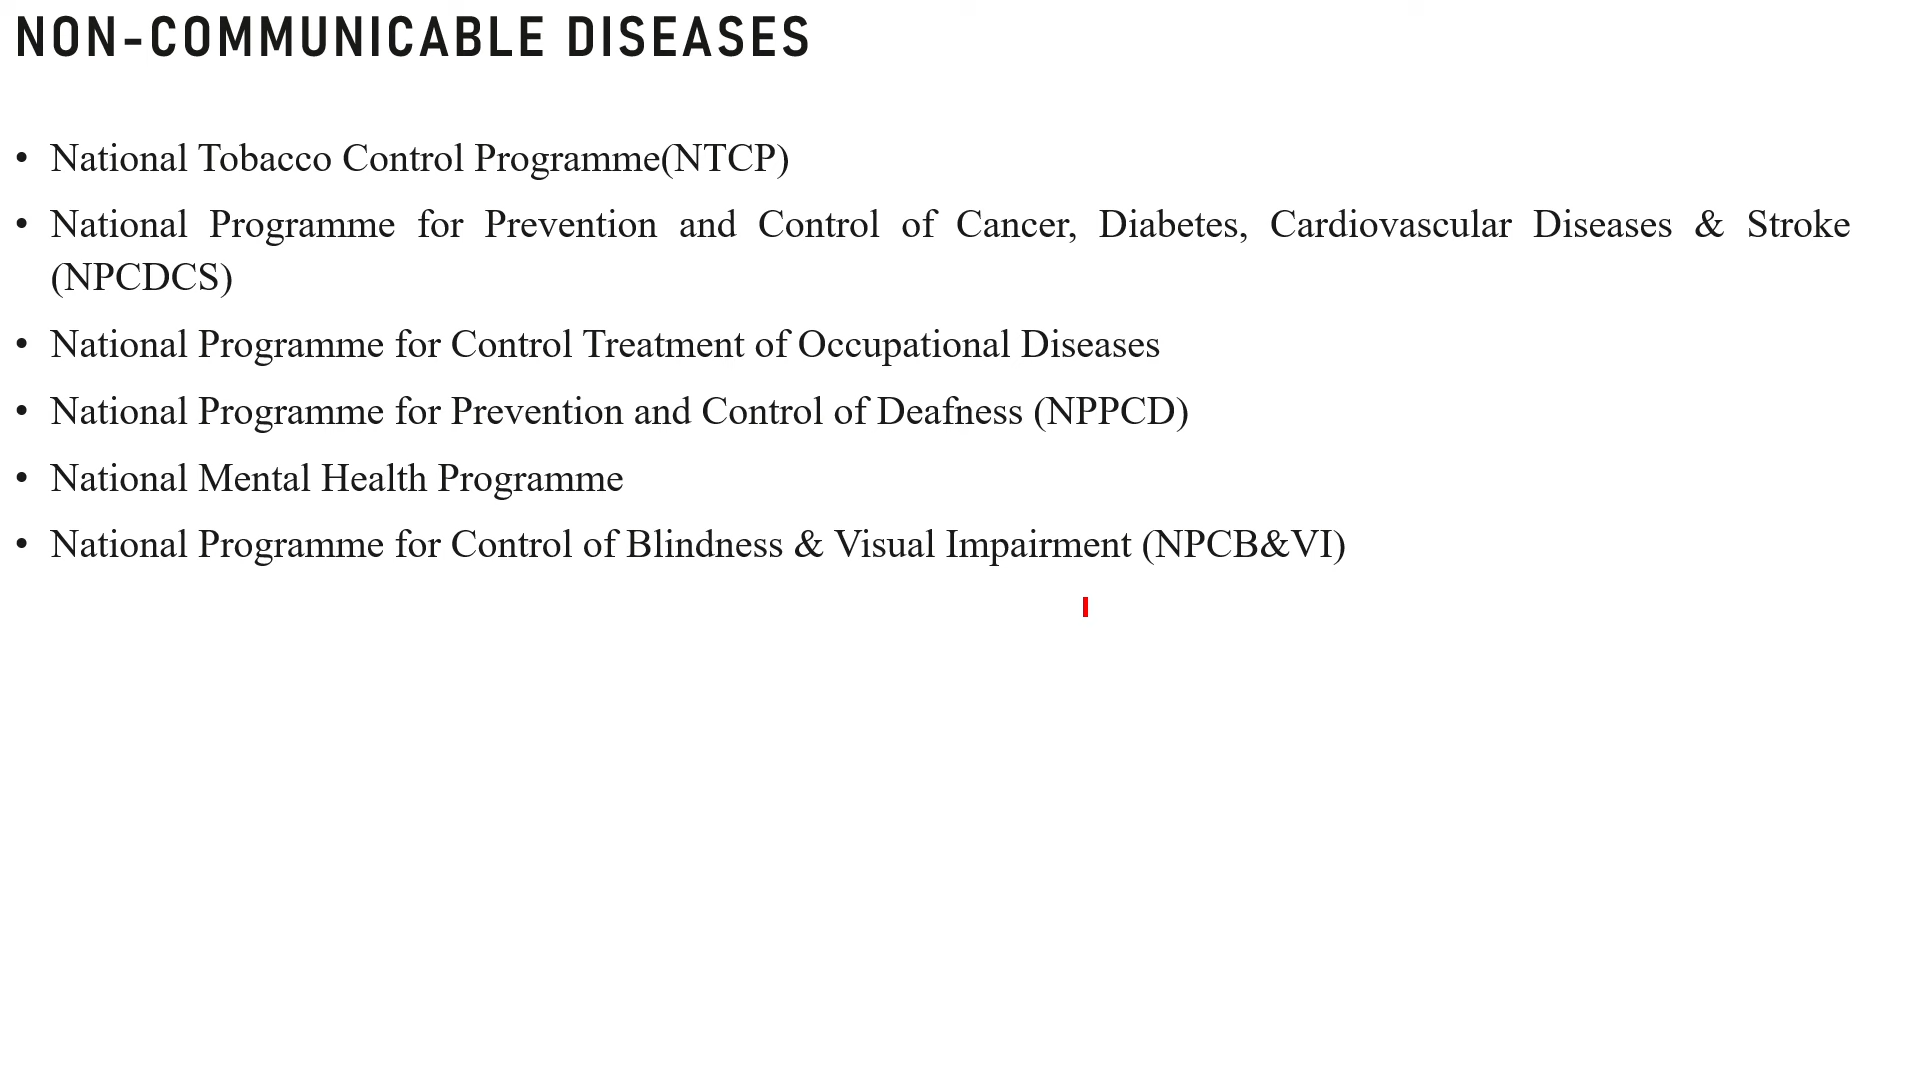 NON-COMMUNICABLE DISEASES
• National Tobacco Control Programme(NTCP)
• National Programme for Prevention and Control of Cancer, Diabetes, Cardiovascular Diseases & Stroke
(NPCDCS)
• National Programme for Control Treatment of Occupational Diseases
• National Programme for Prevention and Control of Deafness (NPPCD)
• National Mental Health Programme
• National Programme for Control of Blindness & Visual Impairment (NPCB&VI)